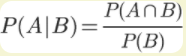 P(A|B) = P(A∩B) / P(B)